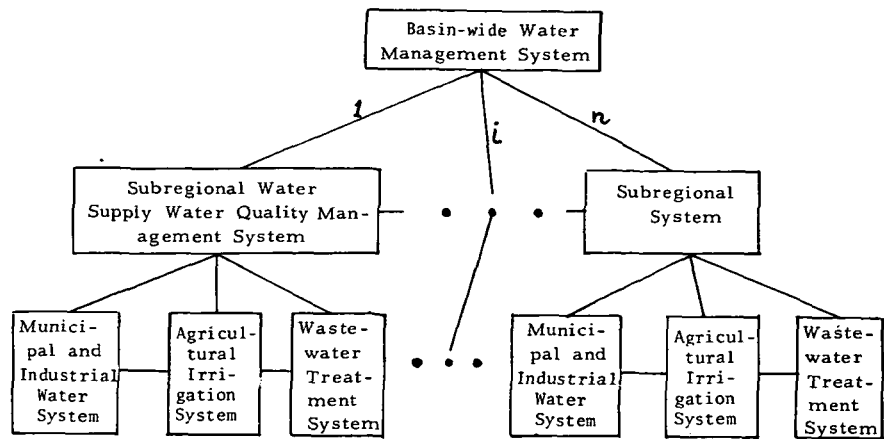 Basin-wide Water
Management System
1
i
n
Subregional Water
Supply Water Quality Man-
agement System
Subregional
System
Munici-
pal and
Industrial
Water
System
Agricul-
tural
Irri-
gation
System
Waste-
water
Treat-
ment
System
Munici-
pal and
Industrial
Water
System
Agricul-
tural
Irri-
gation
System
Waste-
water
Treat-
ment
System